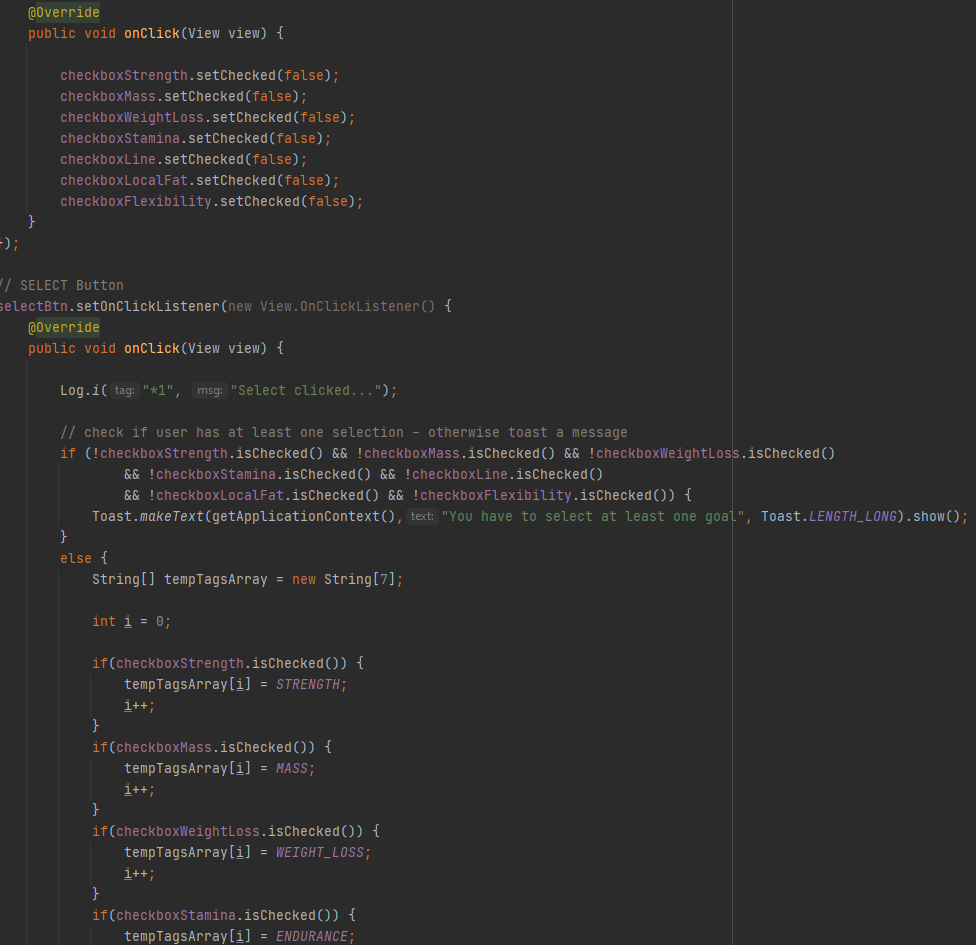 @Override
public void onClick(View view) {
checkboxStrength.setChecked(false);
checkboxMass.setChecked(false);
checkboxWeightLoss.setChecked(false);
checkboxStamina.setChecked(false);
checkboxLine.setChecked(false);
checkboxLocalFat.setChecked(false);
checkboxFlexibility.setChecked(false);
}
});
// SELECT Button
selectBtn.setOnClickListener(new View.OnClickListener() {
@Override
public void onClick(View view) {
Log.i( tag: "*1", msg: "Select clicked...");
// check if user has at least one selection - otherwise toast a message
if (!checkboxStrength.isChecked() && !checkboxMass.isChecked() && !checkboxWeightLoss.isChecked()
&& !checkboxStamina.isChecked() && !checkboxLine.isChecked()
&& !checkboxLocalFat.isChecked() && !checkboxFlexibility.isChecked()) {
Toast.makeText(getApplicationContext(), text: "You have to select at least one goal", Toast.LENGTH_LONG).show();
}
else {
String[] tempTagsArray = new String[7];
int i = 0;
if(checkboxStrength.isChecked()) {
tempTagsArray[i] = STRENGTH;
i++;
}
if(checkboxMass.isChecked()) {
tempTagsArray[i] = MASS;
i++;
}
if(checkboxWeightLoss.isChecked()) {
tempTagsArray[i] = WEIGHT_LOSS;
i++;
}
if(checkboxStamina.isChecked()) {
tempTagsArray[i] = ENDURANCE;